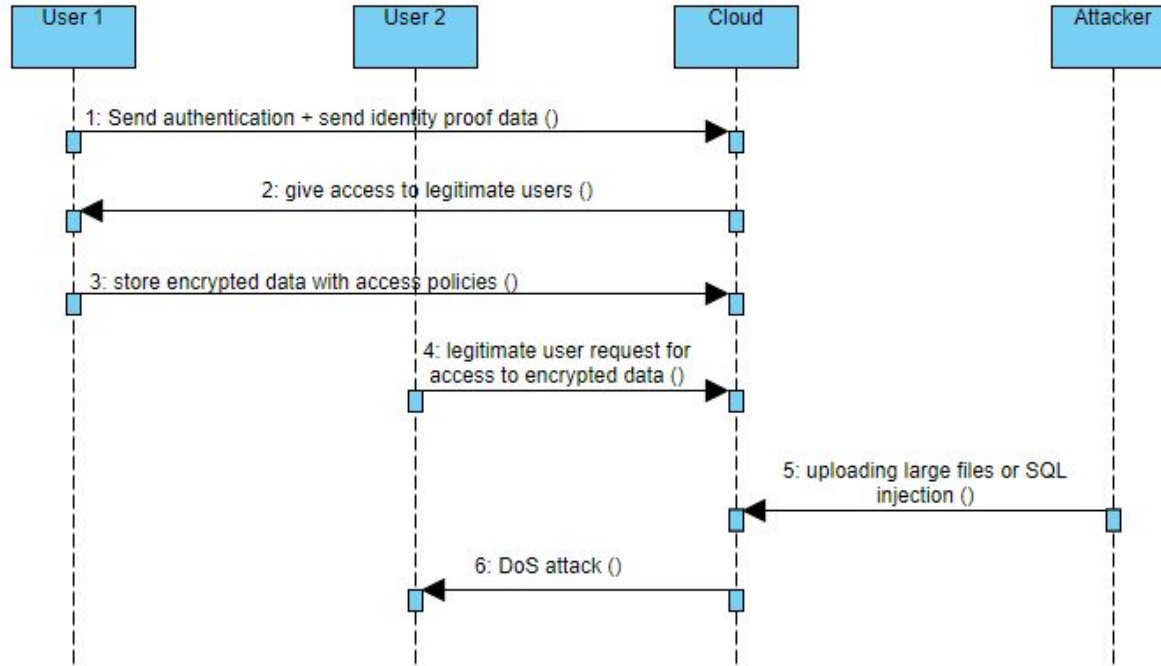 User 1
User 2
Cloud
Attacker
1: Send authentication + send identity proof data ()
2: give access to legitimate users ()
3: store encrypted data with access policies ()
4: legitimate user request for
access to encrypted data ()
5: uploading large files or SQL
injection ()
6: DoS attack ()